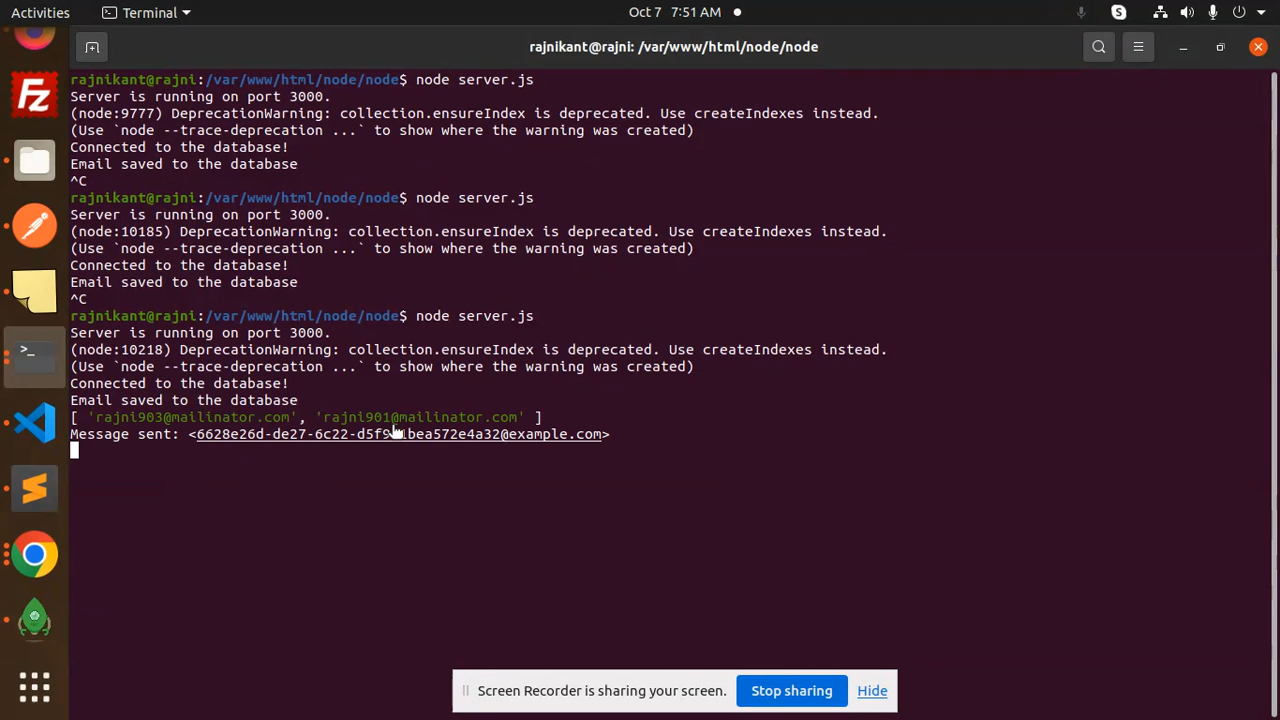 Activities Terminal Oct 7 7:51 AM
rajnikant@rajni: /var/www/html/node/node
rajnikant@rajni:/var/www/html/node/node$ node server.js
Server is running on port 3000.
(node:9777) DeprecationWarning: collection.ensureIndex is deprecated. Use createIndexes instead.
(Use `node --trace-deprecation ...` to show where the warning was created)
Connected to the database!
Email saved to the database
^C
rajnikant@rajni:/var/www/html/node/node$ node server.js
Server is running on port 3000.
(node:10185) DeprecationWarning: collection.ensureIndex is deprecated. Use createIndexes instead.
(Use `node --trace-deprecation ...` to show where the warning was created)
Connected to the database!
Email saved to the database
^C
rajnikant@rajni:/var/www/html/node/node$ node server.js
Server is running on port 3000.
(node:10218) DeprecationWarning: collection.ensureIndex is deprecated. Use createIndexes instead.
(Use `node --trace-deprecation ...` to show where the warning was created)
Connected to the database!
Email saved to the database
[ 'rajni903@mailinator.com', 'rajni901@mailinator.com' ]
Message sent:
Screen Recorder is sharing your screen. Stop sharing Hide